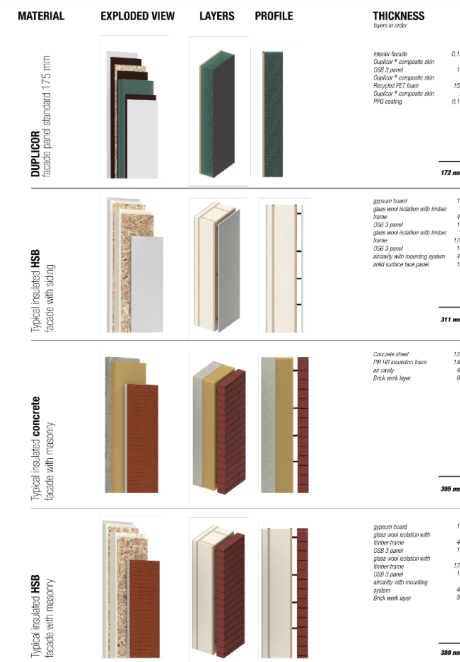 MATERIAL EXPLODED VIEW LAYERS PROFILE THICKNESS
layers in order
DUPLICOR
facade panel standard 175 mm
Interior facade 0,1
Duplicor ® composite skin
OSB 3 panel 1
Duplicor ® composite skin
Recycled PET foam 15
Duplicor ® composite skin
PPG coating 0,1
172 mm
Typical insulated HSB
facade with siding
gypsum board 1
glass wool isolation with timber
frame 4
OSB 3 panel 1
glass wool isolation with timber
frame 17
OSB 3 panel 1
aircavity with mounting system 4
solid surface face panel 1
311 mm
Typical insulated concrete
facade with masonry
Concrete sheet 12
PIR HR insulation foam 14
air cavity 4
Brick work layer 9
395 mm
Typical insulated HSB
facade with masonry
gypsum board 1
glass wool isolation with
timber frame 4
OSB 3 panel 1
glass wool isolation with
timber frame 17
OSB 3 panel 1
aircavity with mounting
system 4
Brick work layer 9
389 mm